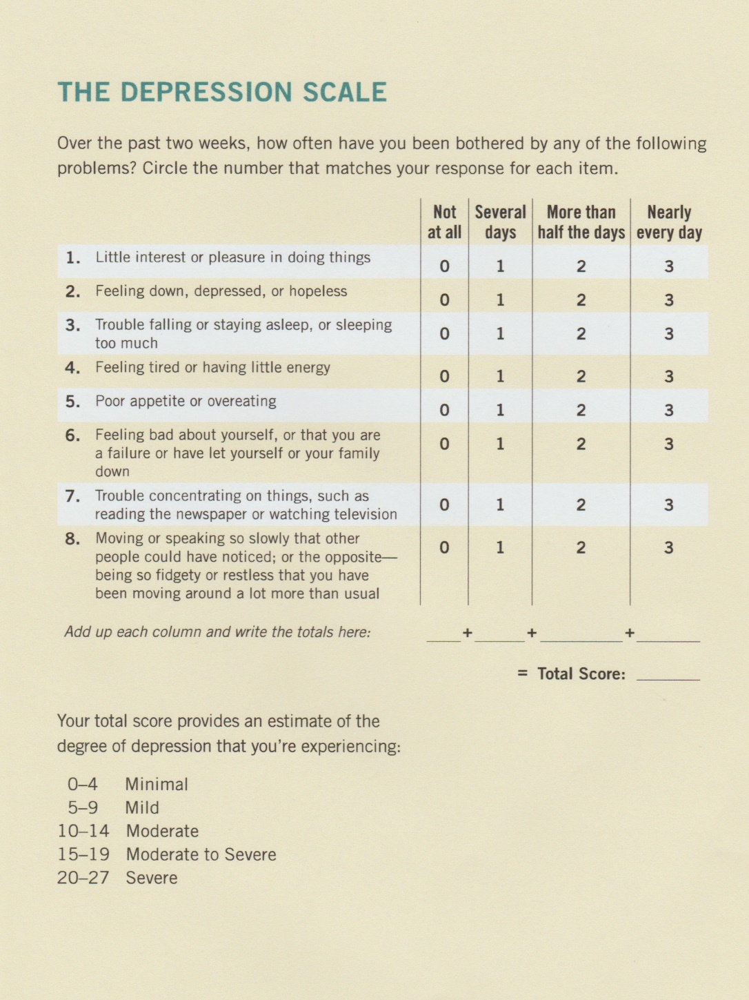 THE DEPRESSION SCALE
Over the past two weeks, how often have you been bothered by any of the following
problems? Circle the number that matches your response for each item.
Not at all | Several days | More than half the days | Nearly every day
1. Little interest or pleasure in doing things 0 1 2 3
2. Feeling down, depressed, or hopeless 0 1 2 3
3. Trouble falling or staying asleep, or sleeping 0 1 2 3
too much
4. Feeling tired or having little energy 0 1 2 3
5. Poor appetite or overeating 0 1 2 3
6. Feeling bad about yourself, or that you are 0 1 2 3
a failure or have let yourself or your family
down
7. Trouble concentrating on things, such as 0 1 2 3
reading the newspaper or watching television
8. Moving or speaking so slowly that other 0 1 2 3
people could have noticed; or the opposite—
being so fidgety or restless that you have
been moving around a lot more than usual
Add up each column and write the totals here: ____+____+____+____
= Total Score: ____
Your total score provides an estimate of the
degree of depression that you're experiencing:
0–4 Minimal
5–9 Mild
10–14 Moderate
15–19 Moderate to Severe
20–27 Severe